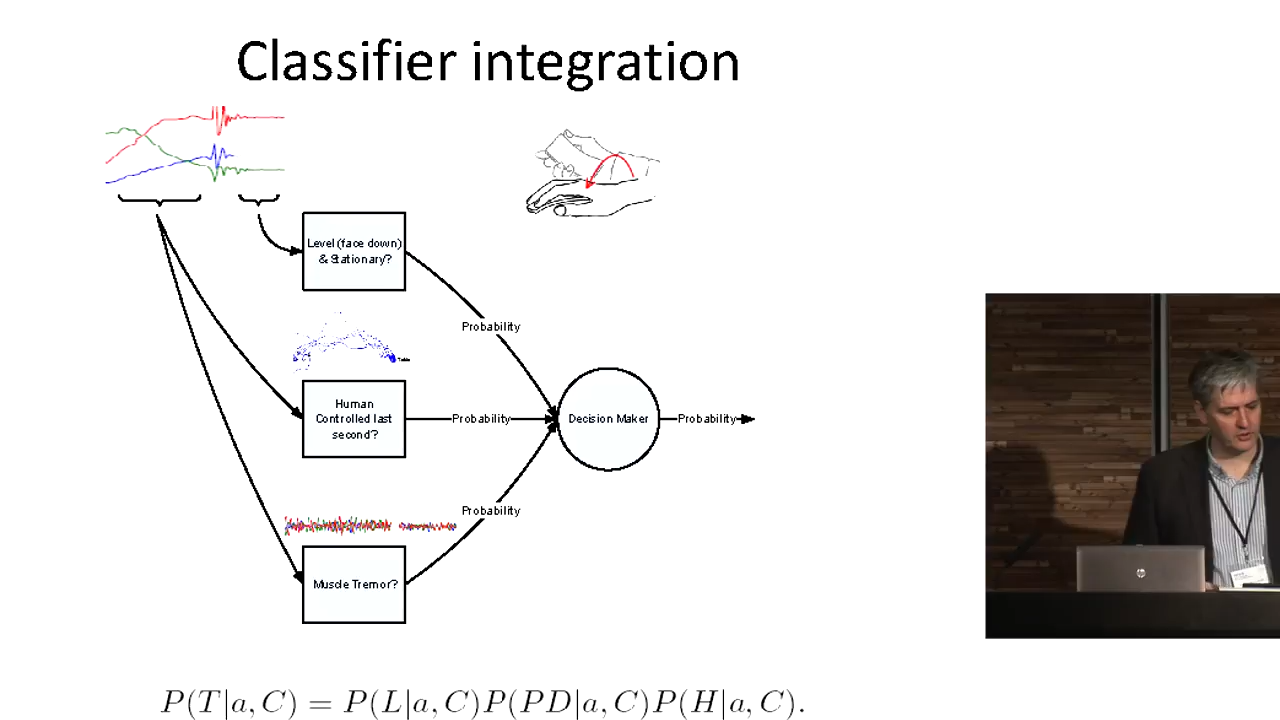 Classifier integration
Level (face down)
& Stationary?
Probability
Human
Controlled last
second?
Probability
Decision Maker
Probability
Probability
Muscle Tremor?
P(T|a, C) = P(L|a, C)P(PD|a, C)P(H|a, C).